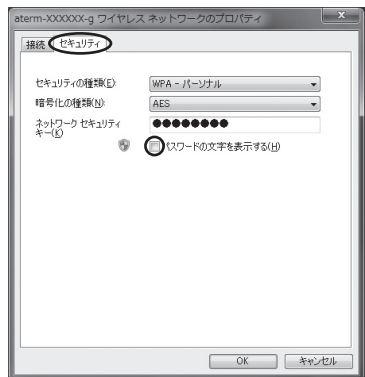 aterm-XXXXXX-g ワイヤレス ネットワークのプロパティ
接続 セキュリティ
セキュリティの種類(E): WPA - パーソナル
暗号化の種類(N): AES
ネットワーク セキュリティ ●●●●●●●●
キー(K)
パスワードの文字を表示する(H)
OK キャンセル